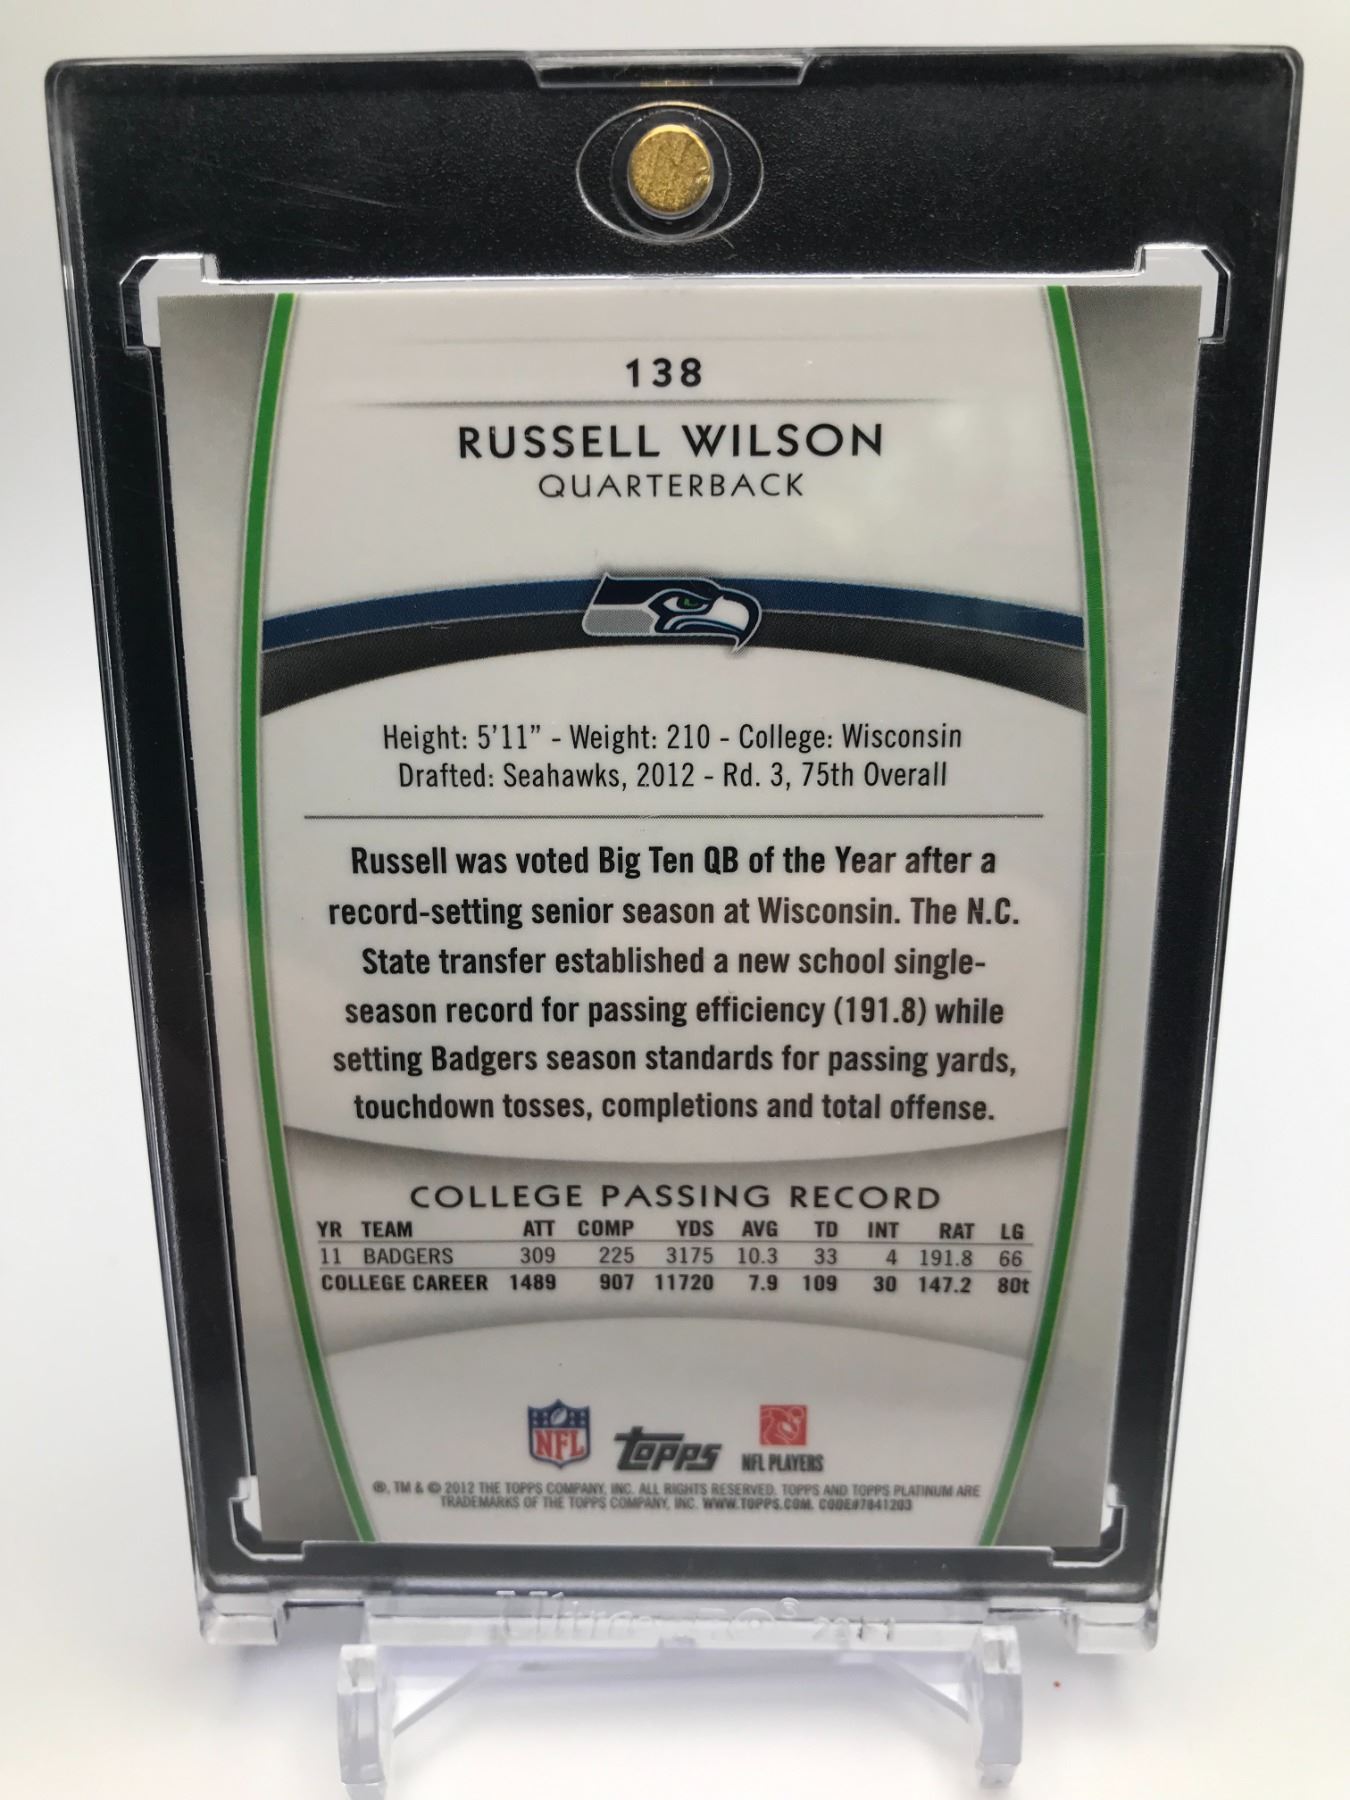 138
RUSSELL WILSON
QUARTERBACK
Height: 5'11" - Weight: 210 - College: Wisconsin
Drafted: Seahawks, 2012 - Rd. 3, 75th Overall
Russell was voted Big Ten QB of the Year after a
record-setting senior season at Wisconsin. The N.C.
State transfer established a new school single-
season record for passing efficiency (191.8) while
setting Badgers season standards for passing yards,
touchdown tosses, completions and total offense.
COLLEGE PASSING RECORD
YR TEAM ATT COMP YDS AVG TD INT RAT LG
11 BADGERS 309 225 3175 10.3 33 4 191.8 66
COLLEGE CAREER 1489 907 11720 7.9 109 30 147.2 80t
NFL Topps NFL PLAYERS
®, TM & © 2012 THE TOPPS COMPANY, INC. ALL RIGHTS RESERVED. TOPPS AND TOPPS PLATINUM ARE
TRADEMARKS OF THE TOPPS COMPANY, INC. WWW.TOPPS.COM. CODE#7841203